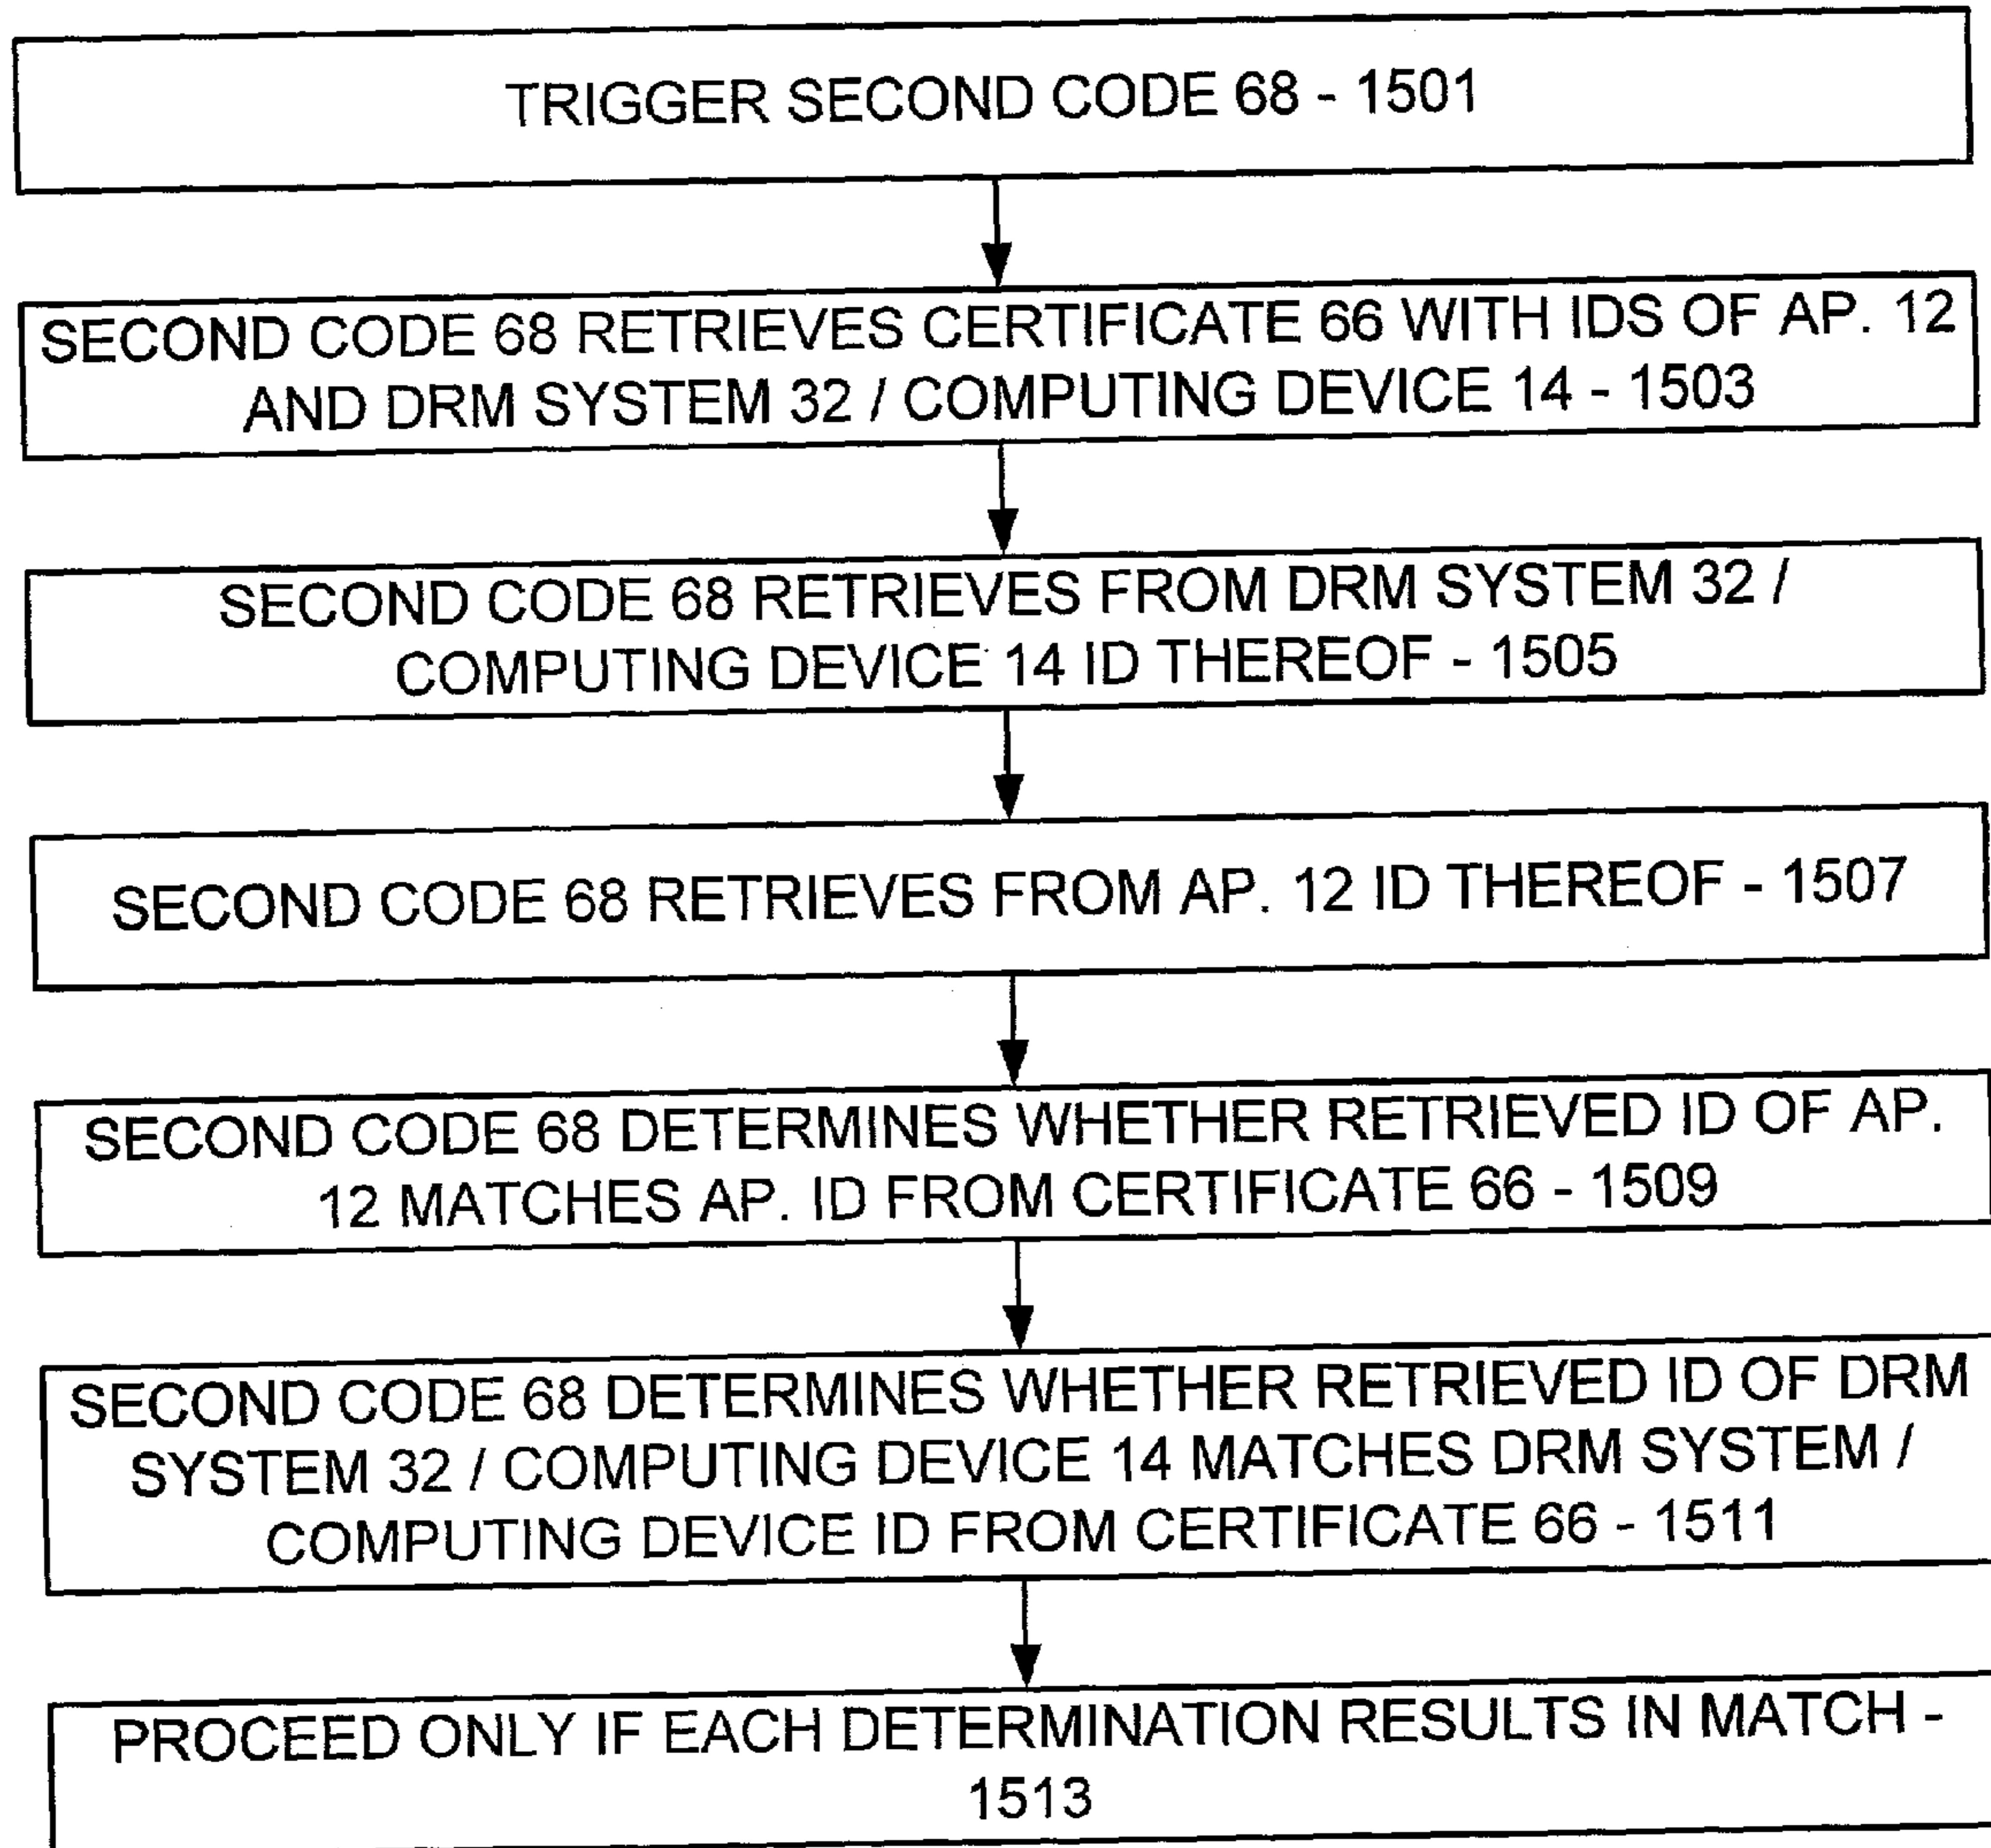 TRIGGER SECOND CODE 68 - 1501
SECOND CODE 68 RETRIEVES CERTIFICATE 66 WITH IDS OF AP. 12
AND DRM SYSTEM 32 / COMPUTING DEVICE 14 - 1503
SECOND CODE 68 RETRIEVES FROM DRM SYSTEM 32 /
COMPUTING DEVICE 14 ID THEREOF - 1505
SECOND CODE 68 RETRIEVES FROM AP. 12 ID THEREOF - 1507
SECOND CODE 68 DETERMINES WHETHER RETRIEVED ID OF AP.
12 MATCHES AP. ID FROM CERTIFICATE 66 - 1509
SECOND CODE 68 DETERMINES WHETHER RETRIEVED ID OF DRM
SYSTEM 32 / COMPUTING DEVICE 14 MATCHES DRM SYSTEM /
COMPUTING DEVICE ID FROM CERTIFICATE 66 - 1511
PROCEED ONLY IF EACH DETERMINATION RESULTS IN MATCH -
1513